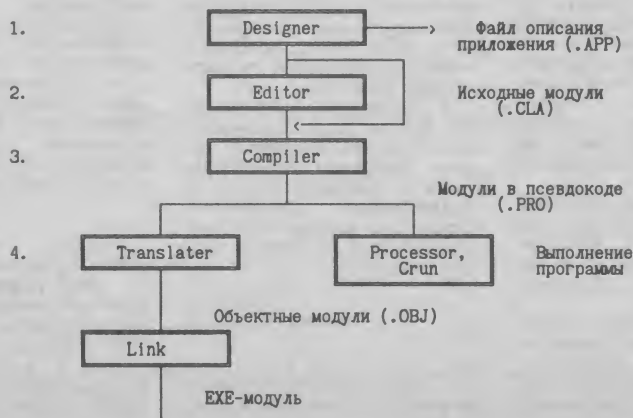 1.
Designer
Файл описания
приложения (.APP)
2.
Editor
Исходные модули
(.CLA)
3.
Compiler
Модули в псевдокоде
(.PRO)
4.
Translater
Processor,
Crun
Выполнение
программы
Объектные модули (.OBJ)
Link
EXE-модуль